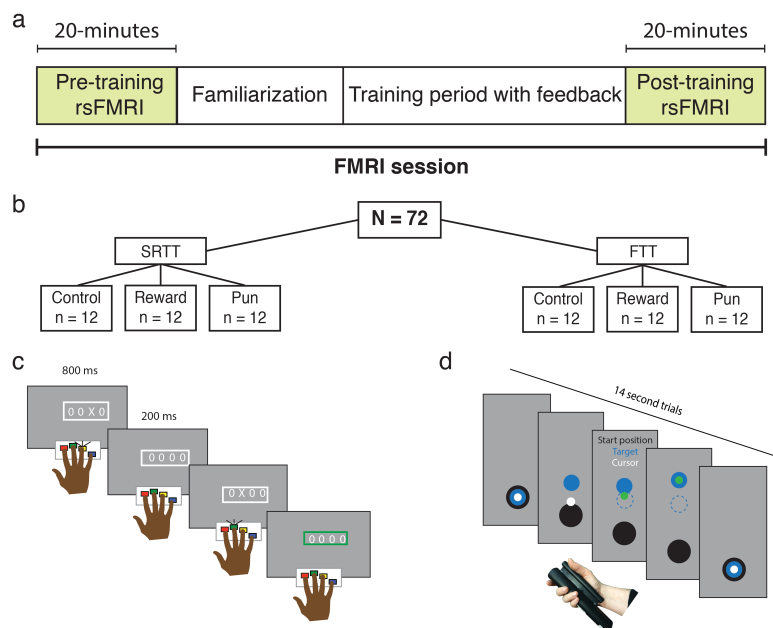 a
20-minutes
20-minutes
Pre-training
rsFMRI
Familiarization
Training period with feedback
Post-training
rsFMRI
FMRI session
b
N = 72
SRTT
FTT
Control
n = 12
Reward
n = 12
Pun
n = 12
Control
n = 12
Reward
n = 12
Pun
n = 12
c
800 ms
0 0 X 0
200 ms
0 0 0 0
0 X 0 0
0 0 0 0
d
14 second trials
Start position
Target
Cursor